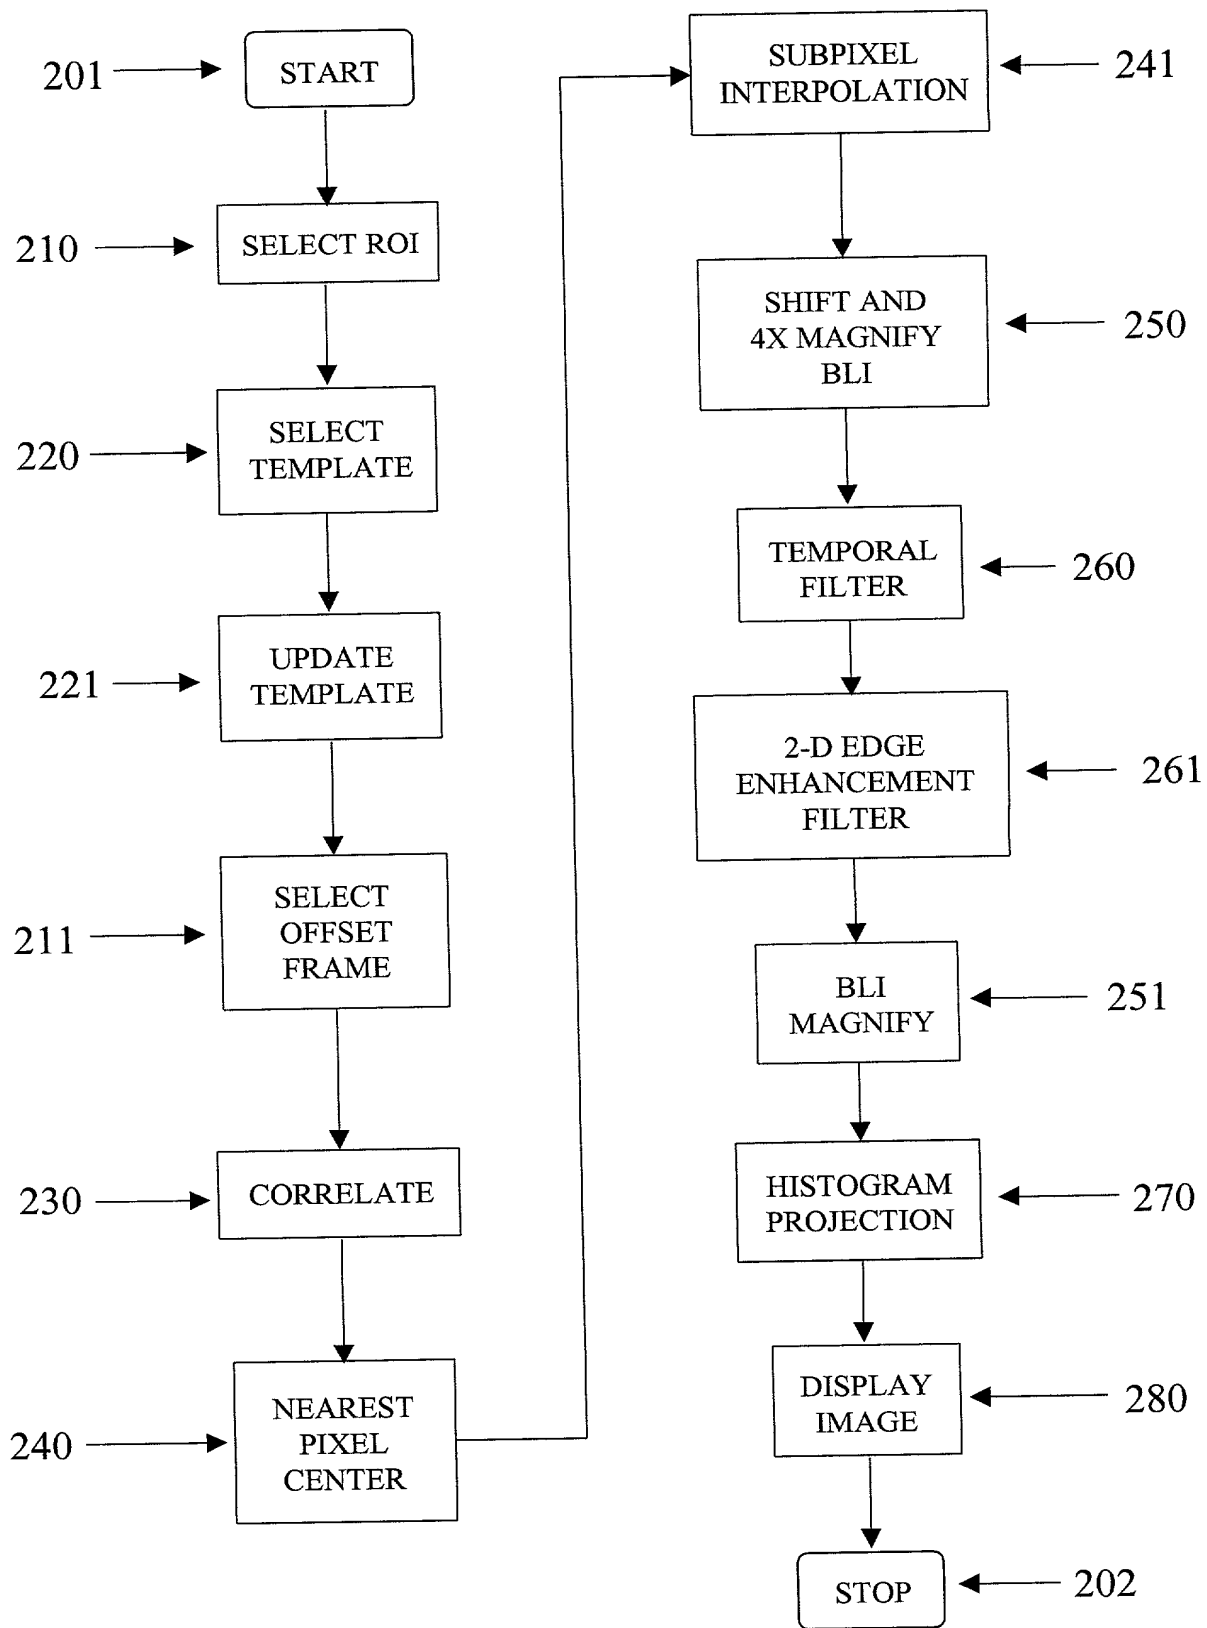 201
START
210
SELECT ROI
220
SELECT
TEMPLATE
221
UPDATE
TEMPLATE
211
SELECT
OFFSET
FRAME
230
CORRELATE
240
NEAREST
PIXEL
CENTER
SUBPIXEL
INTERPOLATION
241
SHIFT AND
4X MAGNIFY
BLI
250
TEMPORAL
FILTER
260
2-D EDGE
ENHANCEMENT
FILTER
261
BLI
MAGNIFY
251
HISTOGRAM
PROJECTION
270
DISPLAY
IMAGE
280
STOP
202